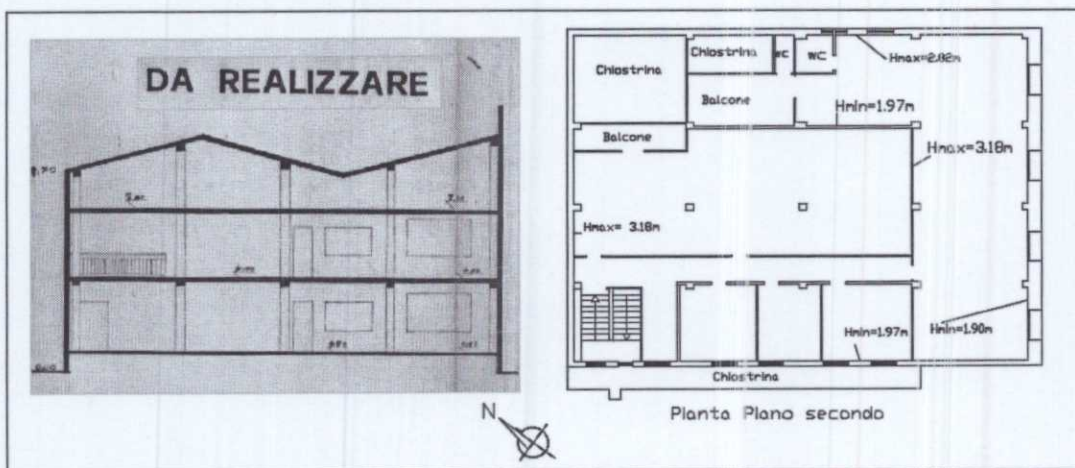 DA REALIZZARE
Chiostrina
Chiostrina
WC
WC
Hmax=2.82m
Balcone
Hmin=1.97m
Balcone
Hmax=3.18m
Hmax= 3.18m
Hmin=1.97m
Hmin=1.90m
Chiostrina
N
Pianta Piano secondo